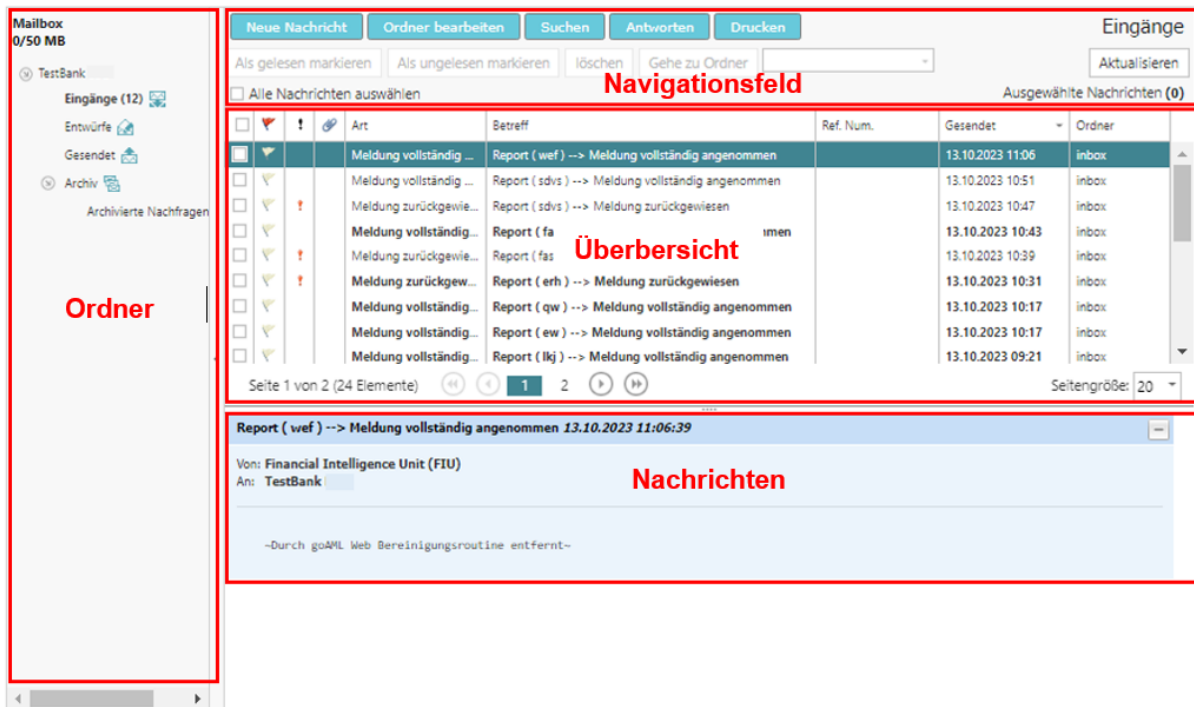 Mailbox
0/50 MB
TestBank
Eingänge (12)
Entwürfe
Gesendet
Archiv
Archivierte Nachfragen
Ordner
Neue Nachricht Ordner bearbeiten Suchen Antworten Drucken Eingänge
Als gelesen markieren Als ungelesen markieren löschen Gehe zu Ordner Aktualisieren
Navigationsfeld
Alle Nachrichten auswählen Ausgewählte Nachrichten (0)
! Art Betreff Ref. Num. Gesendet Ordner
Meldung vollständig ... Report ( wef ) --> Meldung vollständig angenommen 13.10.2023 11:06 inbox
Meldung vollständig ... Report ( sdvs ) --> Meldung vollständig angenommen 13.10.2023 10:51 inbox
! Meldung zurückgewie... Report ( sdvs ) --> Meldung zurückgewiesen 13.10.2023 10:47 inbox
Meldung vollständig... Report ( fa men 13.10.2023 10:43 inbox
Überbersicht
! Meldung zurückgewie... Report ( fas 13.10.2023 10:39 inbox
! Meldung zurückgew... Report ( erh ) --> Meldung zurückgewiesen 13.10.2023 10:31 inbox
Meldung vollständig... Report ( qw ) --> Meldung vollständig angenommen 13.10.2023 10:17 inbox
Meldung vollständig... Report ( ew ) --> Meldung vollständig angenommen 13.10.2023 10:17 inbox
Meldung vollständig... Report ( lkj ) --> Meldung vollständig angenommen 13.10.2023 09:21 inbox
Seite 1 von 2 (24 Elemente) 1 2 Seitengröße: 20
Report ( wef ) --> Meldung vollständig angenommen 13.10.2023 11:06:39
Von: Financial Intelligence Unit (FIU)
An: TestBank
Nachrichten
~Durch goAML Web Bereinigungsroutine entfernt~